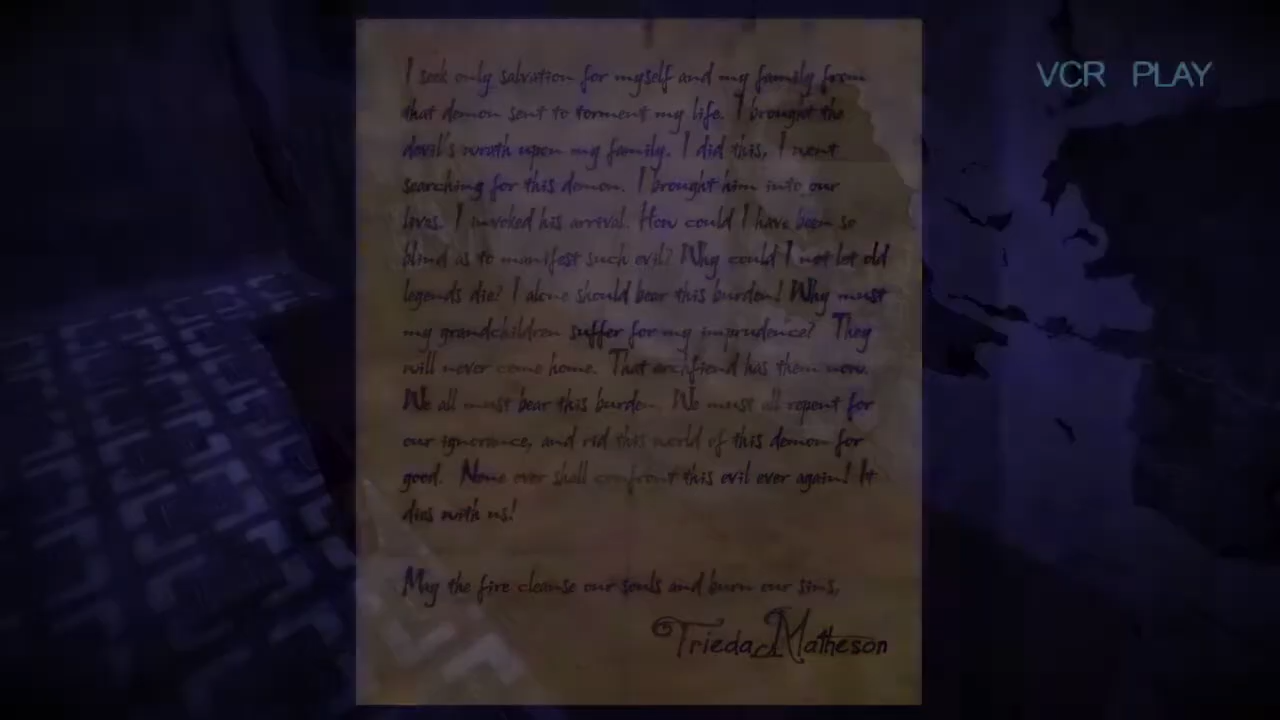 VCR PLAY
I seek only salvation for myself and my family from
that demon sent to torment my life. I brought the
devil's wrath upon my family. I did this, I went
searching for this demon. I brought him into our
lives. I invoked his arrival. How could I have been so
blind as to manifest such evil? Why could I not let old
legends die? I alone should bear this burden! Why must
my grandchildren suffer for my imprudence? They
will never come home. That archfiend has them now.
We all must bear this burden. We must all repent for
our ignorance, and rid this world of this demon for
good. None ever shall confront this evil ever again! It
dies with us!
May the fire cleanse our souls and burn our sins,
Trieda Matheson